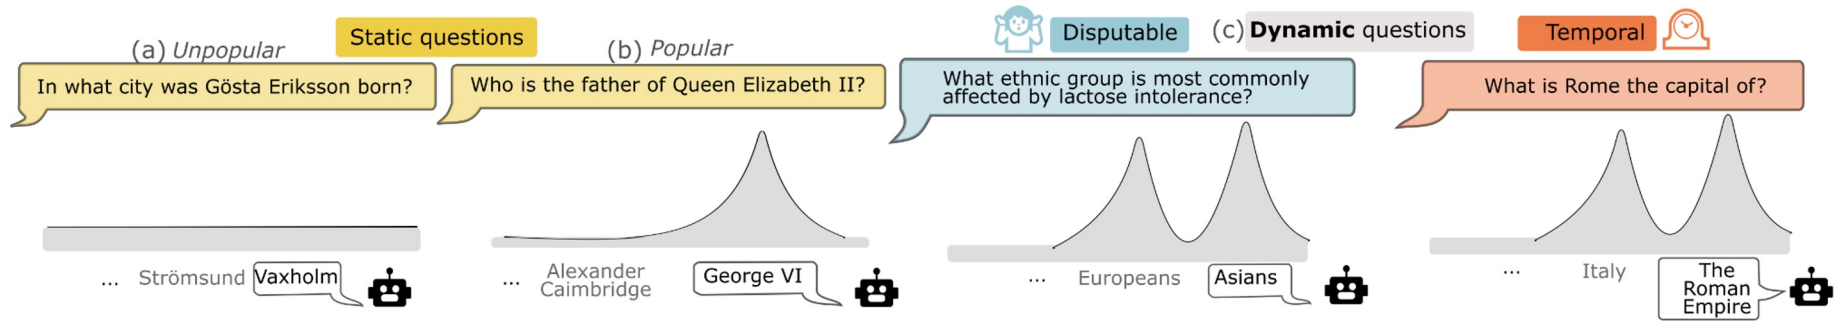 (a) Unpopular
Static questions
(b) Popular
Disputable
(c) Dynamic questions
Temporal
In what city was Gösta Eriksson born?
Who is the father of Queen Elizabeth II?
What ethnic group is most commonly
affected by lactose intolerance?
What is Rome the capital of?
... Strömsund
Vaxholm
... Alexander
Caimbridge
George VI
... Europeans
Asians
... Italy
The
Roman
Empire